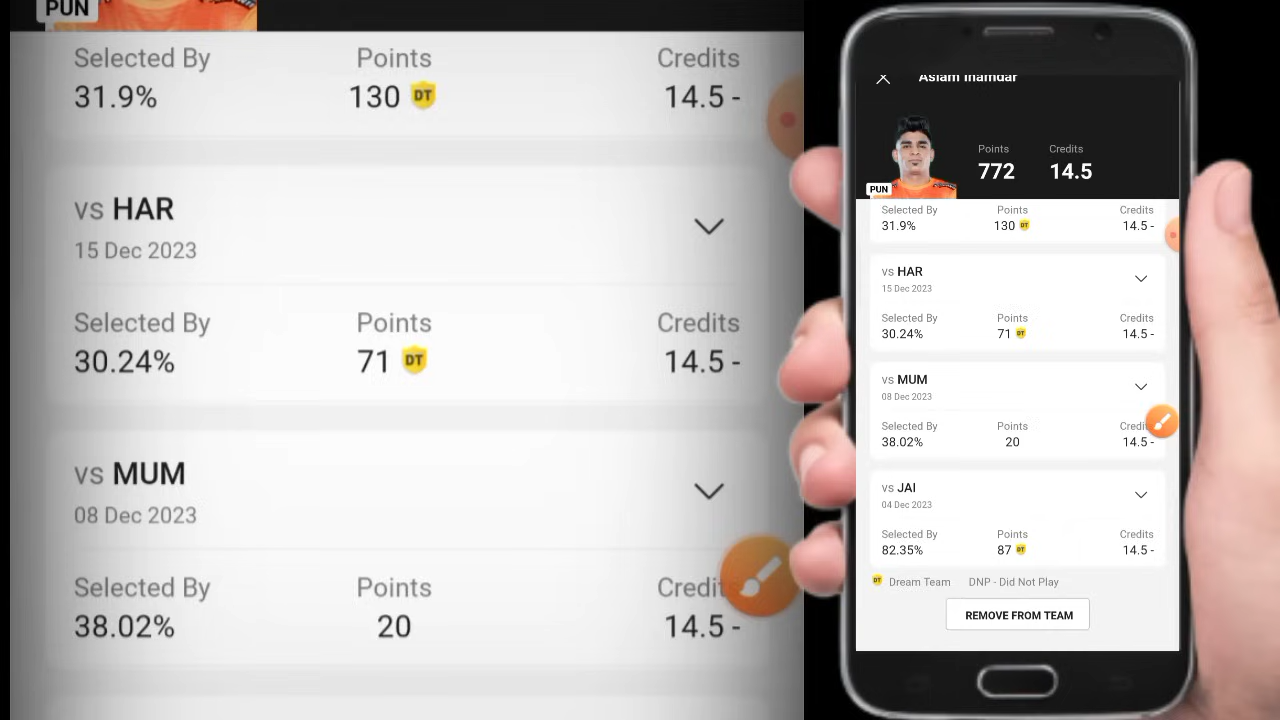 PUN
Selected By Points Credits
31.9% 130 DT 14.5 -
vs HAR
15 Dec 2023
Selected By Points Credits
30.24% 71 DT 14.5 -
vs MUM
08 Dec 2023
Selected By Points Credit
38.02% 20 14.5 -
Aslam Inamdar
Points Credits
772 14.5
PUN
Selected By Points Credits
31.9% 130 DT 14.5 -
vs HAR
15 Dec 2023
Selected By Points Credits
30.24% 71 DT 14.5 -
vs MUM
08 Dec 2023
Selected By Points Credi
38.02% 20 14.5 -
vs JAI
04 Dec 2023
Selected By Points Credits
82.35% 87 DT 14.5 -
DT Dream Team DNP - Did Not Play
REMOVE FROM TEAM